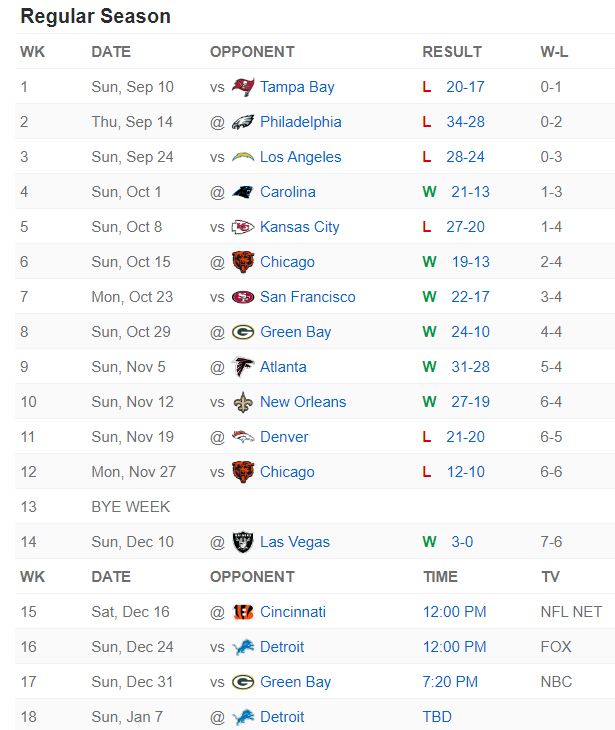 Regular Season
WK DATE OPPONENT RESULT W-L
1 Sun, Sep 10 vs Tampa Bay L 20-17 0-1
2 Thu, Sep 14 @ Philadelphia L 34-28 0-2
3 Sun, Sep 24 vs Los Angeles L 28-24 0-3
4 Sun, Oct 1 @ Carolina W 21-13 1-3
5 Sun, Oct 8 vs Kansas City L 27-20 1-4
6 Sun, Oct 15 @ Chicago W 19-13 2-4
7 Mon, Oct 23 vs San Francisco W 22-17 3-4
8 Sun, Oct 29 @ Green Bay W 24-10 4-4
9 Sun, Nov 5 @ Atlanta W 31-28 5-4
10 Sun, Nov 12 vs New Orleans W 27-19 6-4
11 Sun, Nov 19 @ Denver L 21-20 6-5
12 Mon, Nov 27 vs Chicago L 12-10 6-6
13 BYE WEEK
14 Sun, Dec 10 @ Las Vegas W 3-0 7-6
WK DATE OPPONENT TIME TV
15 Sat, Dec 16 @ Cincinnati 12:00 PM NFL NET
16 Sun, Dec 24 vs Detroit 12:00 PM FOX
17 Sun, Dec 31 vs Green Bay 7:20 PM NBC
18 Sun, Jan 7 @ Detroit TBD